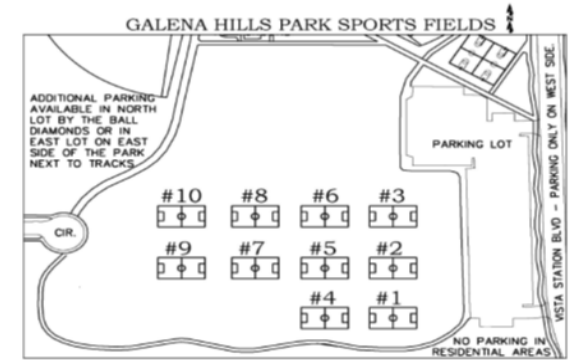 GALENA HILLS PARK SPORTS FIELDS
ADDITIONAL PARKING
AVAILABLE IN NORTH
LOT BY THE BALL
DIAMONDS OR IN
EAST LOT ON EAST
SIDE OF THE PARK
NEXT TO TRACKS
PARKING LOT
VISTA STATION BLVD - PARKING ONLY ON WEST SIDE.
#10 #8 #6 #3
CIR.
#9 #7 #5 #2
#4 #1
NO PARKING IN
RESIDENTIAL AREAS